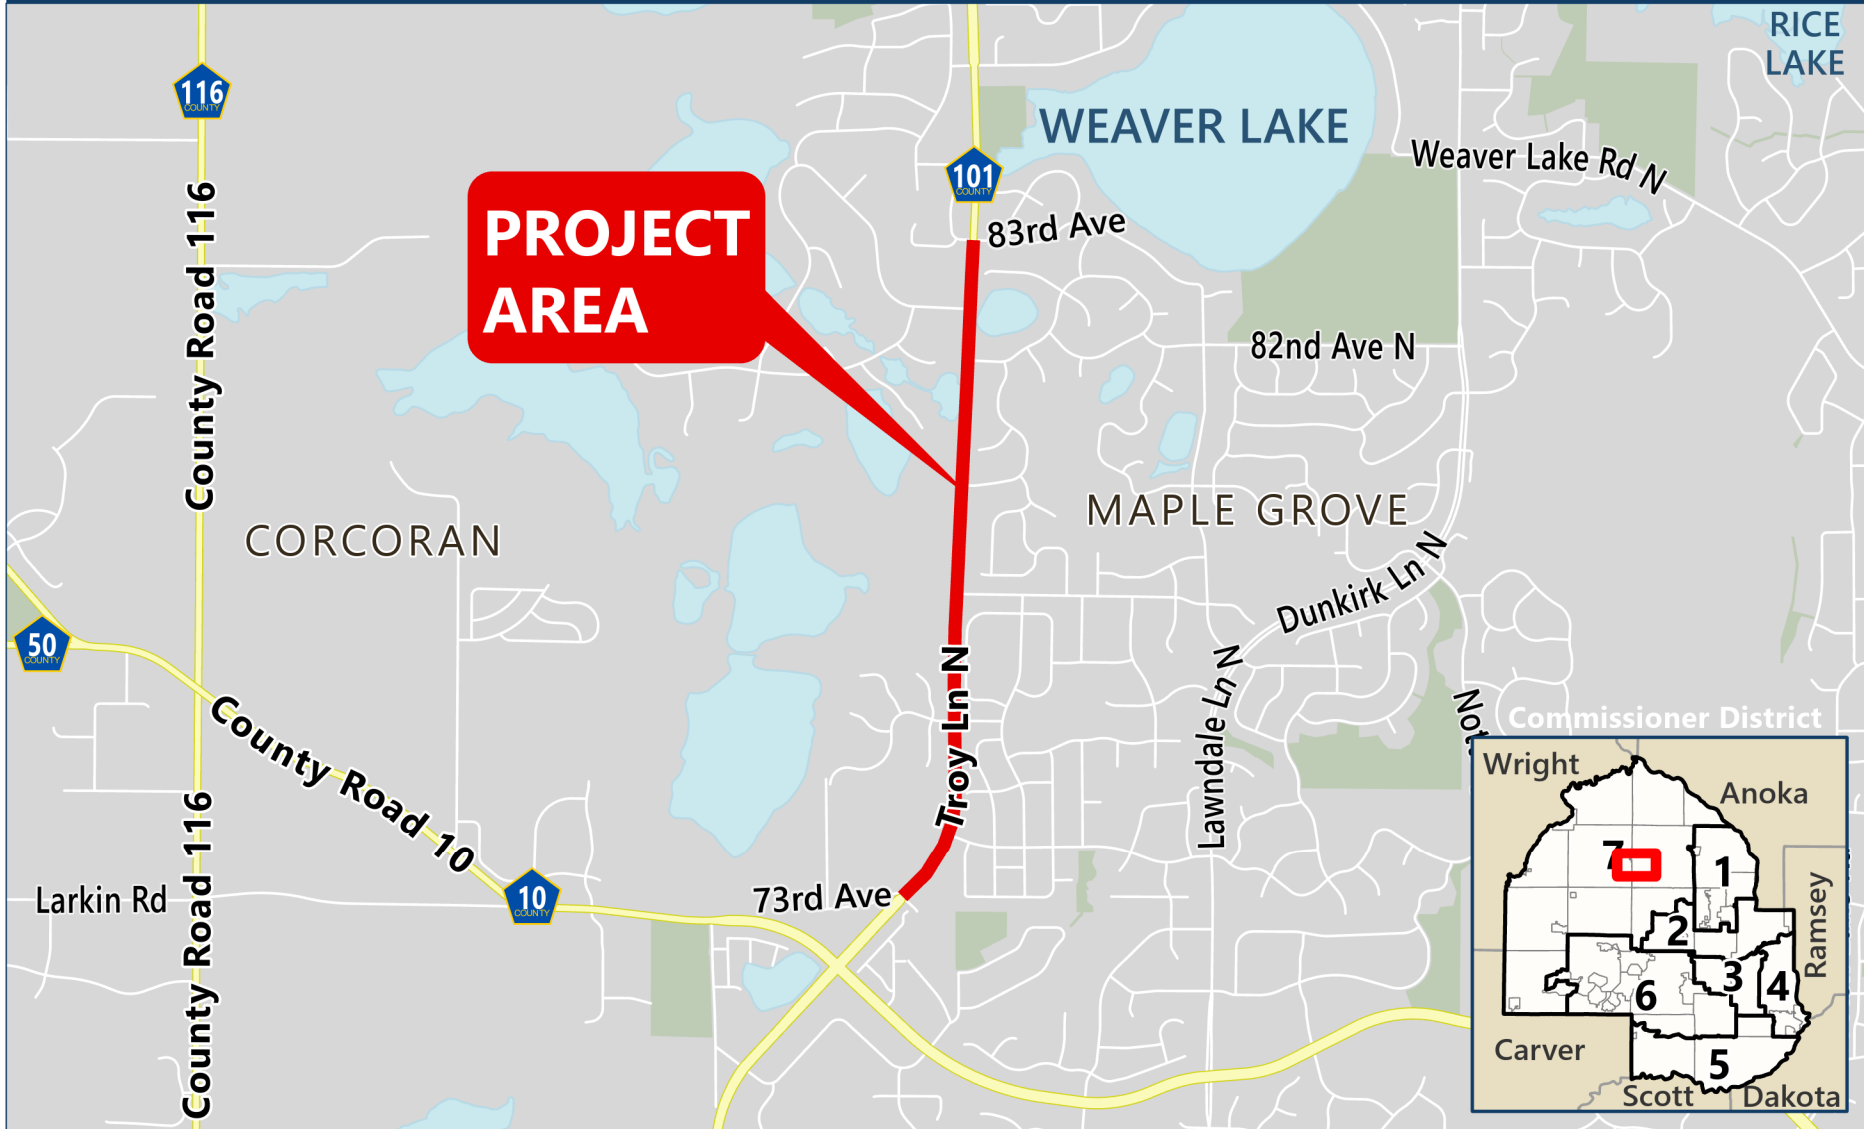 RICE
LAKE
116
COUNTY
WEAVER LAKE
Weaver Lake Rd N
101
COUNTY
PROJECT
AREA
83rd Ave
County Road 116
82nd Ave N
MAPLE GROVE
CORCORAN
Dunkirk Ln N
50
COUNTY
Troy Ln N
Lawndale Ln N
County Road 10
Commissioner District
Wright
Anoka
7
1
Ramsey
2
3
4
6
5
Carver
Scott
Dakota
County Road 116
Larkin Rd
10
COUNTY
73rd Ave